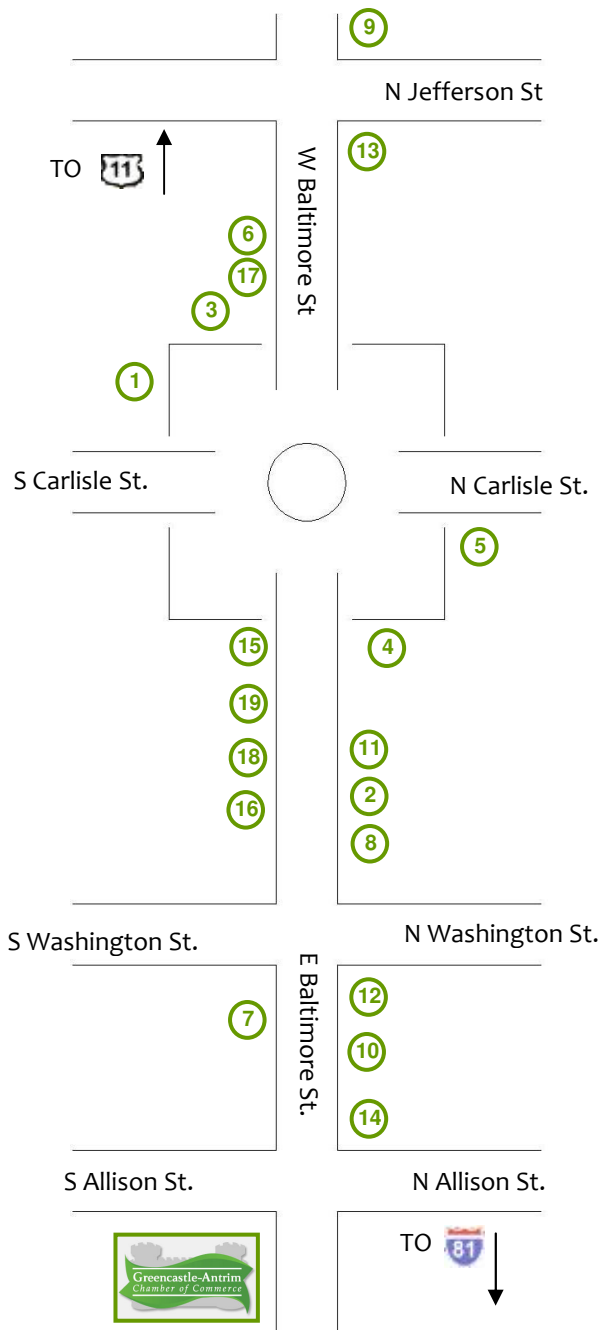 9
N Jefferson St
TO 11
13
W Baltimore St
6
17
3
1
S Carlisle St.
N Carlisle St.
5
15
4
19
11
18
2
16
8
S Washington St.
N Washington St.
E Baltimore St.
12
7
10
14
S Allison St.
N Allison St.
TO 81
Greencastle-Antrim
Chamber of Commerce